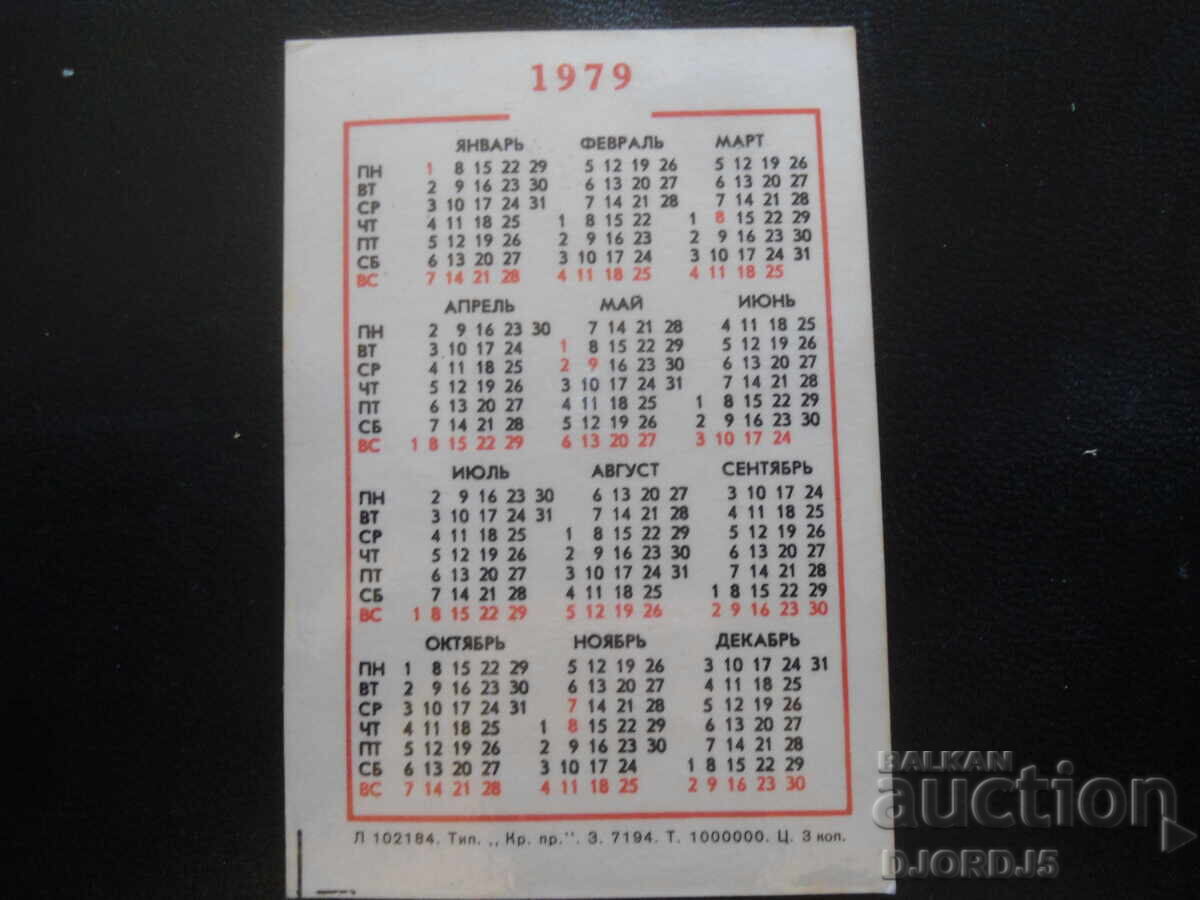 1979
ЯНВАРЬ ФЕВРАЛЬ МАРТ
ПН 1 8 15 22 29 5 12 19 26 5 12 19 26
ВТ 2 9 16 23 30 6 13 20 27 6 13 20 27
СР 3 10 17 24 31 7 14 21 28 7 14 21 28
ЧТ 4 11 18 25 1 8 15 22 1 8 15 22 29
ПТ 5 12 19 26 2 9 16 23 2 9 16 23 30
СБ 6 13 20 27 3 10 17 24 3 10 17 24 31
ВС 7 14 21 28 4 11 18 25 4 11 18 25
АПРЕЛЬ МАЙ ИЮНЬ
ПН 2 9 16 23 30 7 14 21 28 4 11 18 25
ВТ 3 10 17 24 1 8 15 22 29 5 12 19 26
СР 4 11 18 25 2 9 16 23 30 6 13 20 27
ЧТ 5 12 19 26 3 10 17 24 31 7 14 21 28
ПТ 6 13 20 27 4 11 18 25 1 8 15 22 29
СБ 7 14 21 28 5 12 19 26 2 9 16 23 30
ВС 1 8 15 22 29 6 13 20 27 3 10 17 24
ИЮЛЬ АВГУСТ СЕНТЯБРЬ
ПН 2 9 16 23 30 6 13 20 27 3 10 17 24
ВТ 3 10 17 24 31 7 14 21 28 4 11 18 25
СР 4 11 18 25 1 8 15 22 29 5 12 19 26
ЧТ 5 12 19 26 2 9 16 23 30 6 13 20 27
ПТ 6 13 20 27 3 10 17 24 31 7 14 21 28
СБ 7 14 21 28 4 11 18 25 1 8 15 22 29
ВС 1 8 15 22 29 5 12 19 26 2 9 16 23 30
ОКТЯБРЬ НОЯБРЬ ДЕКАБРЬ
ПН 1 8 15 22 29 5 12 19 26 3 10 17 24 31
ВТ 2 9 16 23 30 6 13 20 27 4 11 18 25
СР 3 10 17 24 31 7 14 21 28 5 12 19 26
ЧТ 4 11 18 25 1 8 15 22 29 6 13 20 27
ПТ 5 12 19 26 2 9 16 23 30 7 14 21 28
СБ 6 13 20 27 3 10 17 24 1 8 15 22 29
ВС 7 14 21 28 4 11 18 25 2 9 16 23 30
Л 102184. Тип. ,,Кр. пр.". З. 7194. Т. 1000000. Ц. 3 коп.
BALKAN
auction
DJORDJ5